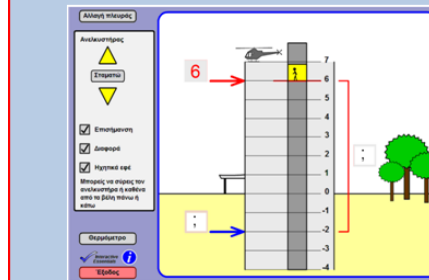 Αλλαγή πλευράς
Ανελκυστήρας
Σταματώ
Επισήμανση
Διαφορά
Ηχητικά εφέ
Μπορείς να σύρεις τον
ανελκυστήρα ή καθένα
από τα βέλη πάνω ή
κάτω
Θερμόμετρο
Έξοδος
6
;
;
7
6
5
4
3
2
1
0
-1
-2
-3
-4